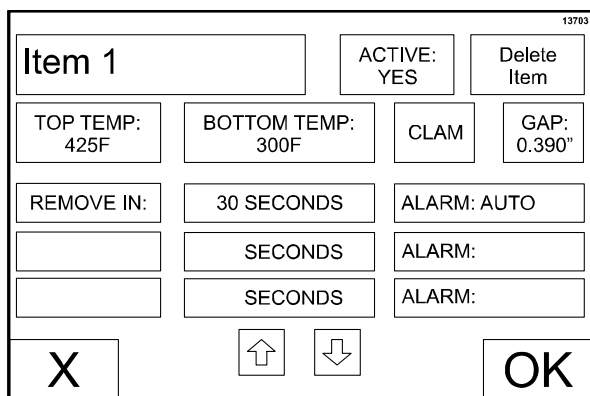 13703
Item 1
ACTIVE:
YES
Delete
Item
TOP TEMP:
425F
BOTTOM TEMP:
300F
CLAM
GAP:
0.390”
REMOVE IN:
30 SECONDS
ALARM: AUTO
SECONDS
ALARM:
SECONDS
ALARM:
X
OK